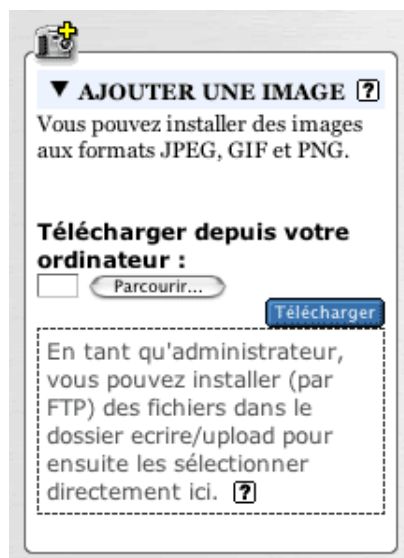 ▼ AJOUTER UNE IMAGE ?
Vous pouvez installer des images
aux formats JPEG, GIF et PNG.
Télécharger depuis votre
ordinateur :
Parcourir...
Télécharger
En tant qu'administrateur,
vous pouvez installer (par
FTP) des fichiers dans le
dossier ecrire/upload pour
ensuite les sélectionner
directement ici. ?